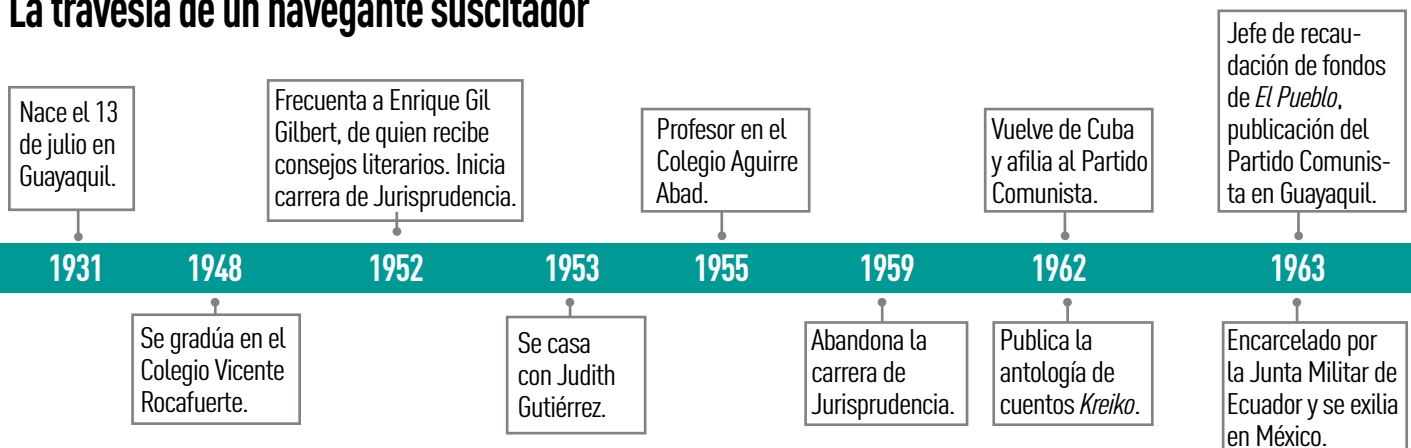 La travesía de un navegante suscitador
Nace el 13
de julio en
Guayaquil.
Frecuenta a Enrique Gil
Gilbert, de quien recibe
consejos literarios. Inicia
carrera de Jurisprudencia.
Profesor en el
Colegio Aguirre
Abad.
Vuelve de Cuba
y afilia al Partido
Comunista.
Jefe de recau-
dación de fondos
de El Pueblo,
publicación del
Partido Comunis-
ta en Guayaquil.
1931 1948 1952 1953 1955 1959 1962 1963
Se gradúa en el
Colegio Vicente
Rocafuerte.
Se casa
con Judith
Gutiérrez.
Abandona la
carrera de
Jurisprudencia.
Publica la
antología de
cuentos Kreiko.
Encarcelado por
la Junta Militar de
Ecuador y se exilia
en México.